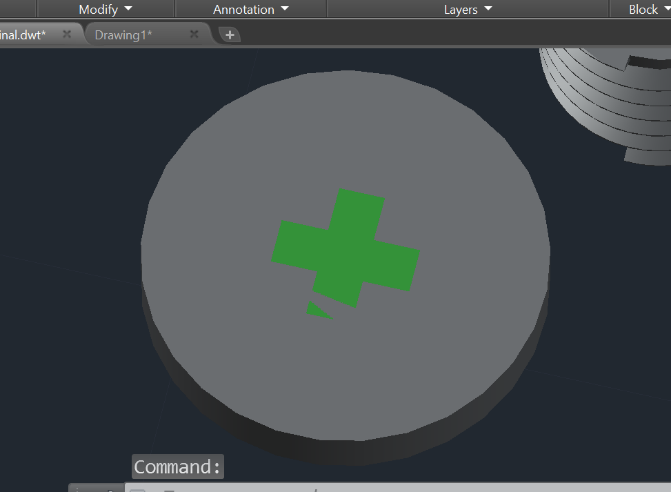 Modify Annotation Layers Block
inal.dwt* Drawing1*
Command: